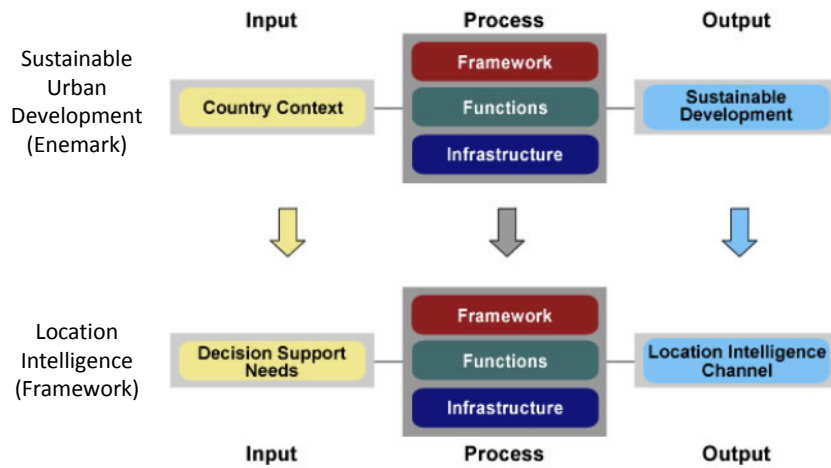 Input
Process
Output
Sustainable
Urban
Development
(Enemark)
Country Context
Framework
Functions
Infrastructure
Sustainable
Development
Location
Intelligence
(Framework)
Decision Support
Needs
Framework
Functions
Infrastructure
Location Intelligence
Channel
Input
Process
Output